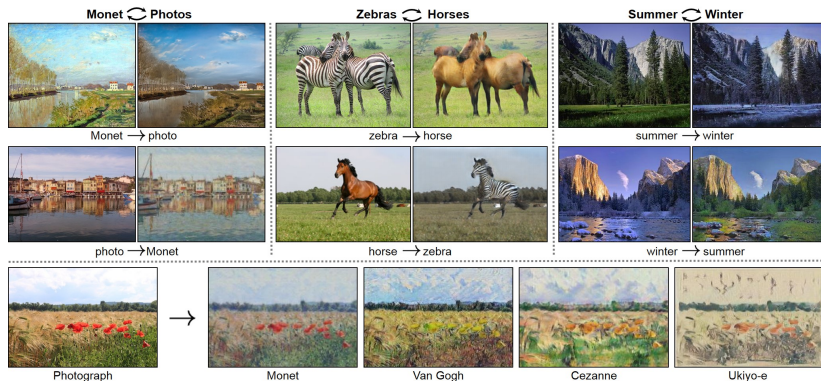 Monet ⟲ Photos
Monet → photo
photo → Monet
Zebras ⟲ Horses
zebra → horse
horse → zebra
Summer ⟲ Winter
summer → winter
winter → summer
Photograph → Monet Van Gogh Cezanne Ukiyo-e